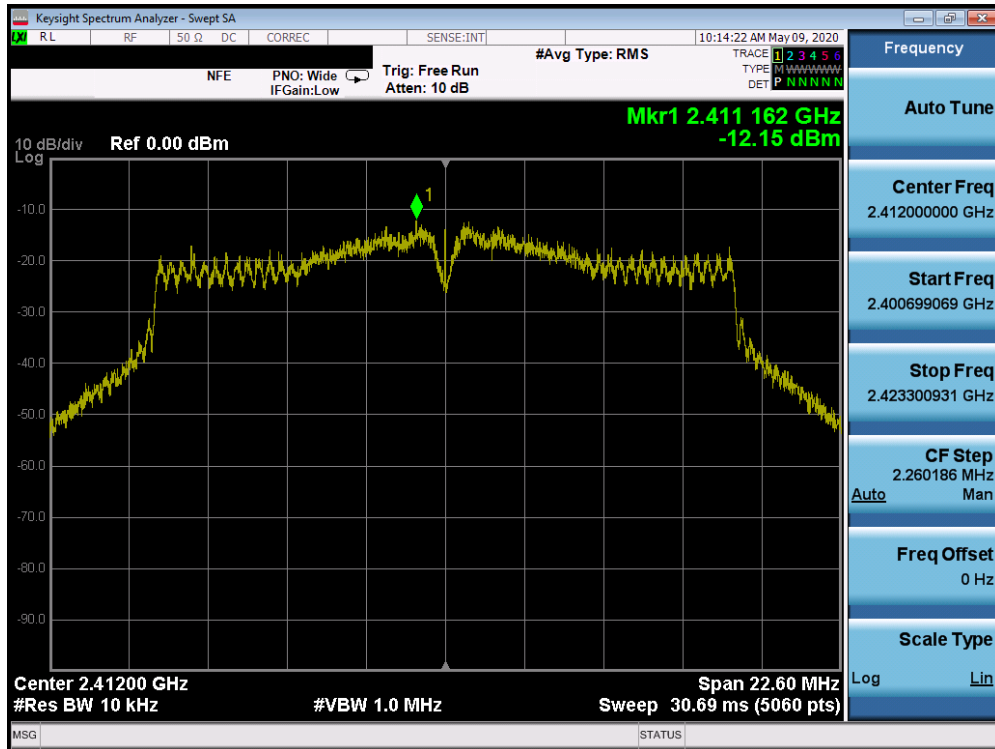 Keysight Spectrum Analyzer - Swept SA
LXI RL RF 50 Ω DC CORREC SENSE:INT 10:14:22 AM May 09, 2020
#Avg Type: RMS TRACE 1 2 3 4 5 6
NFE PNO: Wide Trig: Free Run TYPE M WWWWW
IFGain:Low Atten: 10 dB DET P N N N N N
Mkr1 2.411 162 GHz
-12.15 dBm
10 dB/div Ref 0.00 dBm
Log
1
-10.0
-20.0
-30.0
-40.0
-50.0
-60.0
-70.0
-80.0
-90.0
Center 2.41200 GHz Span 22.60 MHz
#Res BW 10 kHz #VBW 1.0 MHz Sweep 30.69 ms (5060 pts)
MSG STATUS
Frequency
Auto Tune
Center Freq
2.412000000 GHz
Start Freq
2.400699069 GHz
Stop Freq
2.423300931 GHz
CF Step
2.260186 MHz
Auto Man
Freq Offset
0 Hz
Scale Type
Log Lin